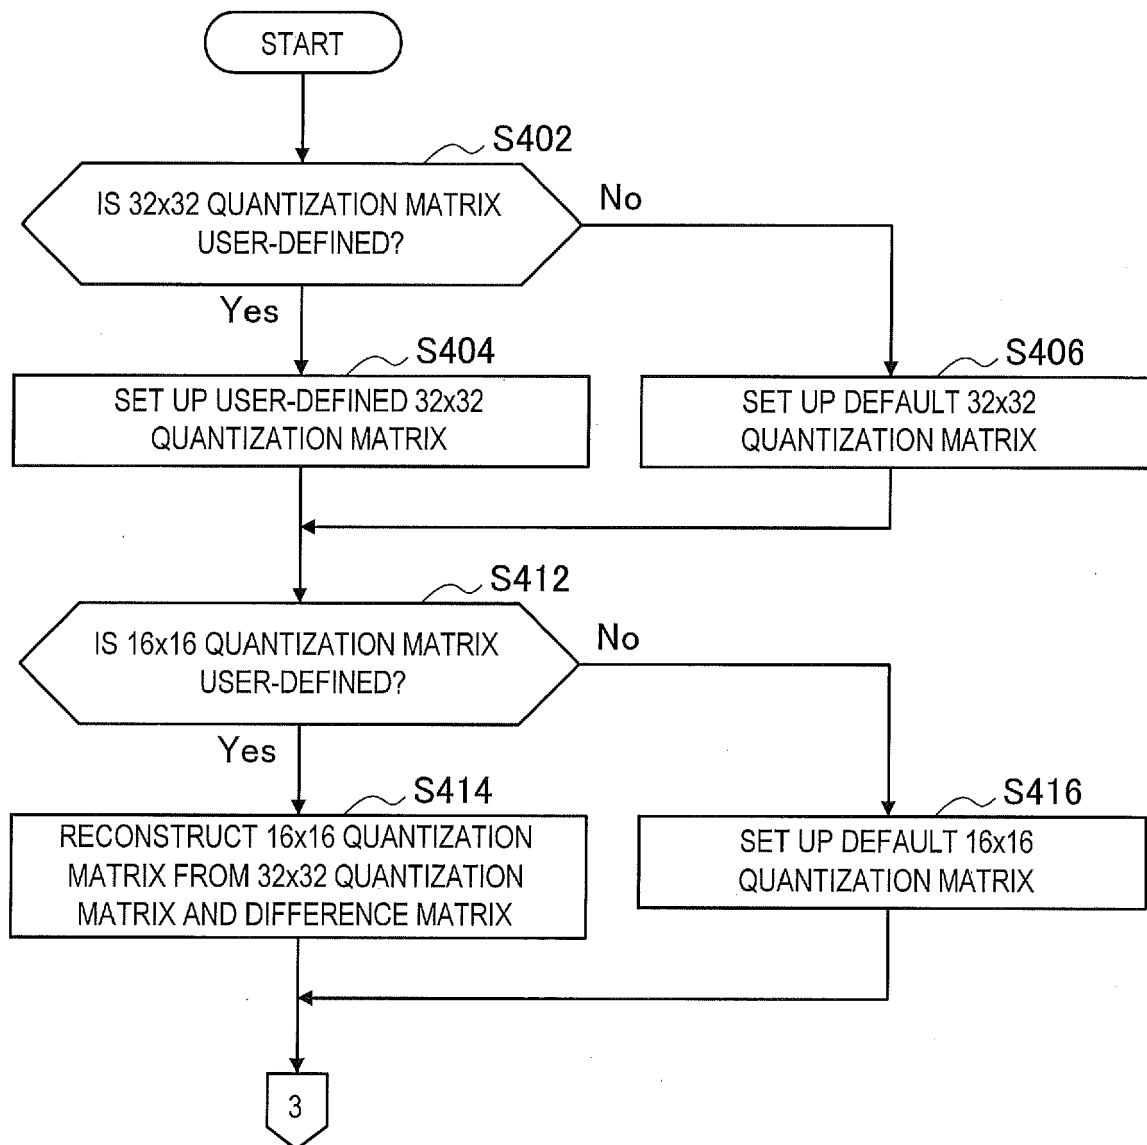 START
S402
IS 32x32 QUANTIZATION MATRIX
USER-DEFINED?
No
Yes
S404
SET UP USER-DEFINED 32x32
QUANTIZATION MATRIX
S406
SET UP DEFAULT 32x32
QUANTIZATION MATRIX
S412
IS 16x16 QUANTIZATION MATRIX
USER-DEFINED?
No
Yes
S414
RECONSTRUCT 16x16 QUANTIZATION
MATRIX FROM 32x32 QUANTIZATION
MATRIX AND DIFFERENCE MATRIX
S416
SET UP DEFAULT 16x16
QUANTIZATION MATRIX
3